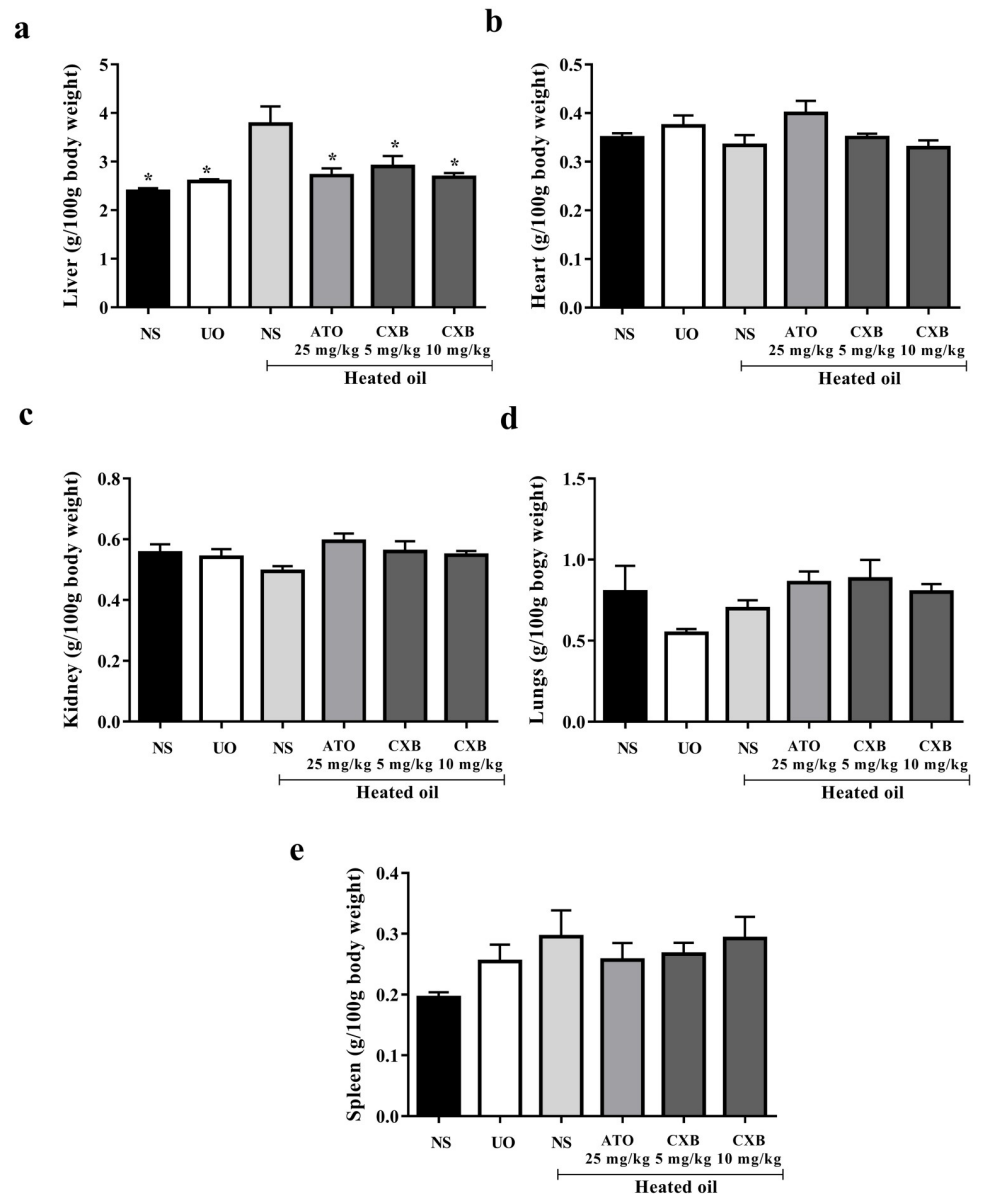 a
Liver (g/100g body weight)
5
4
3
2
1
0
*
*
*
*
*
NS
UO
NS
ATO
25 mg/kg
CXB
5 mg/kg
CXB
10 mg/kg
Heated oil
b
Heart (g/100g body weight)
0.5
0.4
0.3
0.2
0.1
0.0
NS
UO
NS
ATO
25 mg/kg
CXB
5 mg/kg
CXB
10 mg/kg
Heated oil
c
Kidney (g/100g body weight)
0.8
0.6
0.4
0.2
0.0
NS
UO
NS
ATO
25 mg/kg
CXB
5 mg/kg
CXB
10 mg/kg
Heated oil
d
Lungs (g/100g bogy weight)
1.5
1.0
0.5
0.0
NS
UO
NS
ATO
25 mg/kg
CXB
5 mg/kg
CXB
10 mg/kg
Heated oil
e
Spleen (g/100g body weight)
0.4
0.3
0.2
0.1
0.0
NS
UO
NS
ATO
25 mg/kg
CXB
5 mg/kg
CXB
10 mg/kg
Heated oil